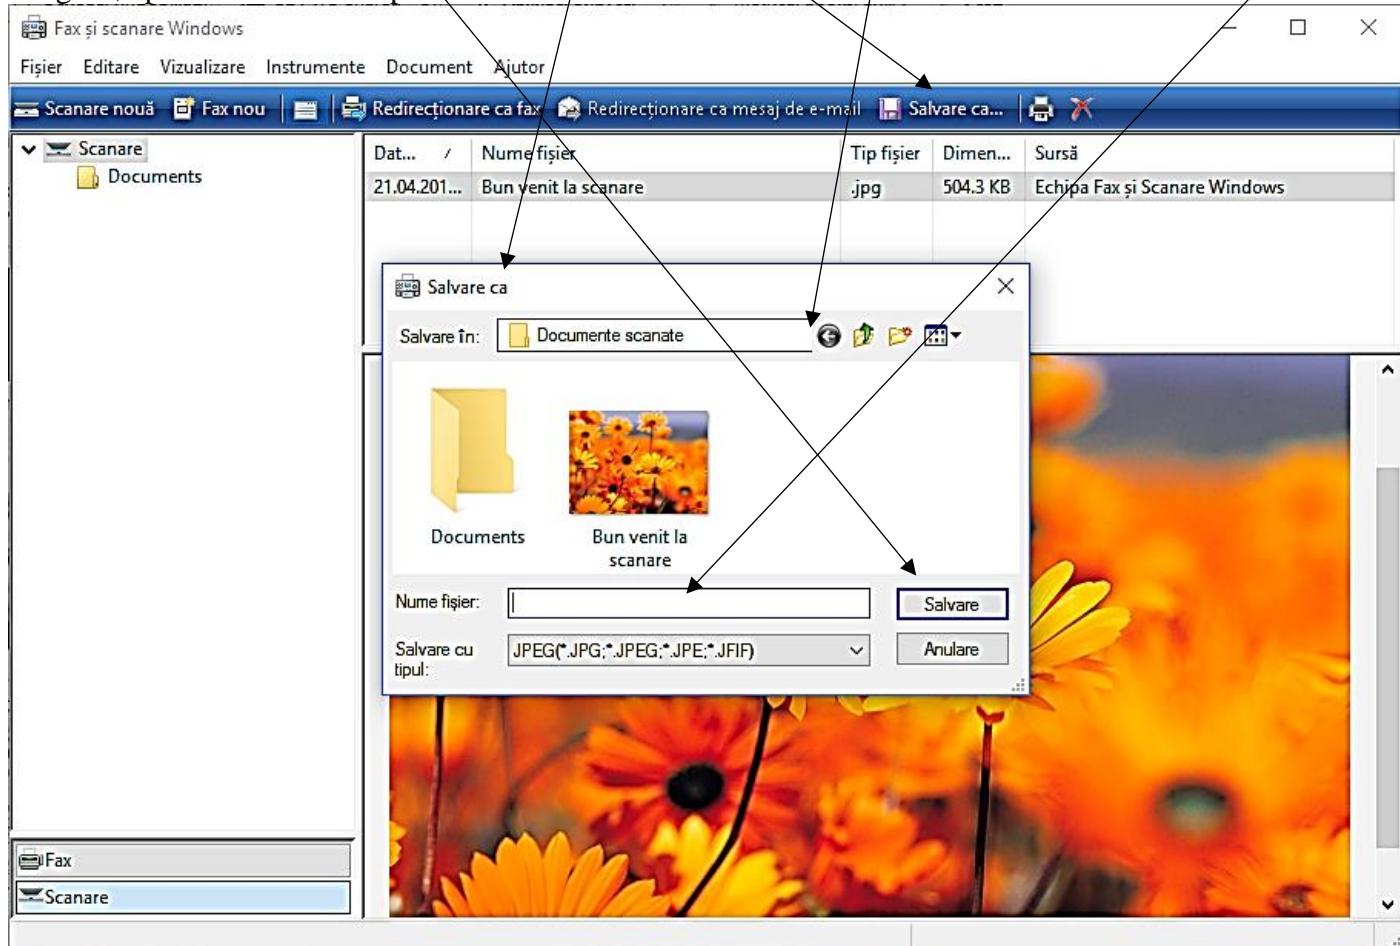 Fax și scanare Windows
Fișier Editare Vizualizare Instrumente Document Ajutor
Scanare nouă Fax nou Redirecționare ca fax Redirecționare ca mesaj de e-mail Salvare ca...
Scanare
Documents
Dat... Nume fișier Tip fișier Dimen... Sursă
21.04.201... Bun venit la scanare .jpg 504.3 KB Echipa Fax și Scanare Windows
Salvare ca
Salvare în: Documente scanate
Documents
Bun venit la
scanare
Nume fișier: Salvare
Salvare cu
tipul: JPEG(*.JPG;*.JPEG;*.JPE;*.JFIF) Anulare
Fax
Scanare